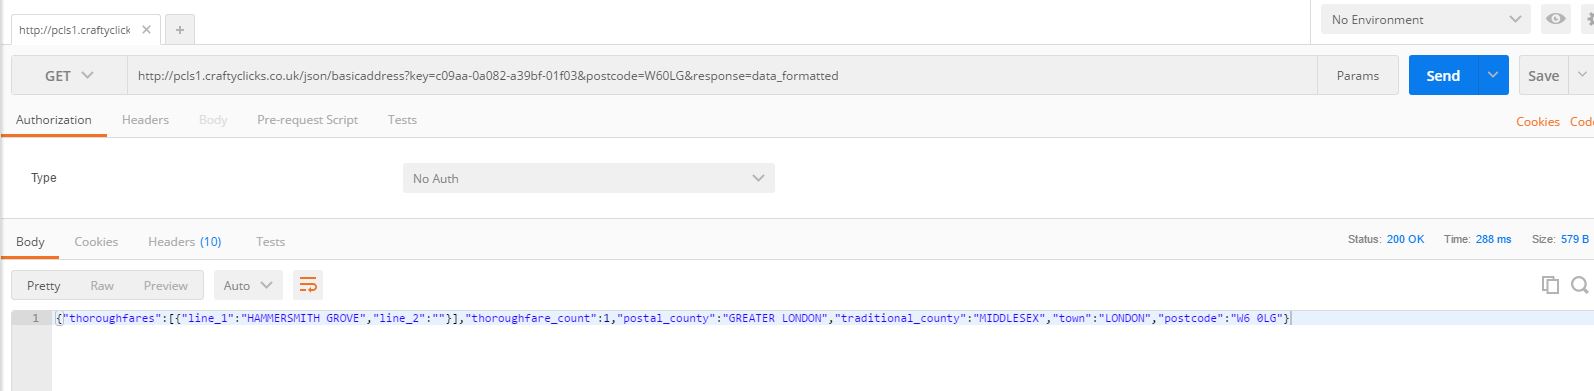 http://pcls1.craftyclick ✕ +
No Environment
GET http://pcls1.craftyclicks.co.uk/json/basicaddress?key=c09aa-0a082-a39bf-01f03&postcode=W60LG&response=data_formatted Params Send Save
Authorization Headers Body Pre-request Script Tests Cookies Code
Type No Auth
Body Cookies Headers (10) Tests Status: 200 OK Time: 288 ms Size: 579 B
Pretty Raw Preview Auto
1 {"thoroughfares":[{"line_1":"HAMMERSMITH GROVE","line_2":""}],"thoroughfare_count":1,"postal_county":"GREATER LONDON","traditional_county":"MIDDLESEX","town":"LONDON","postcode":"W6 0LG"}